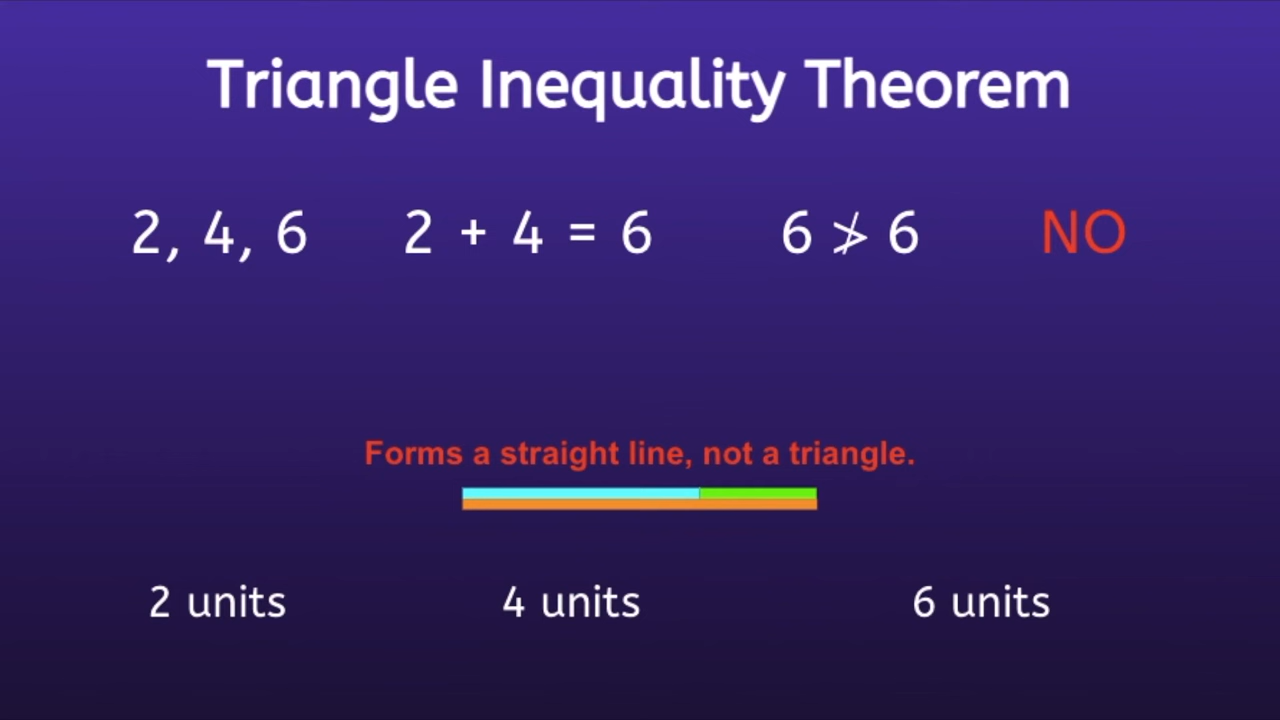 Triangle Inequality Theorem
2, 4, 6 2 + 4 = 6 6 ≯ 6 NO
Forms a straight line, not a triangle.
2 units 4 units 6 units